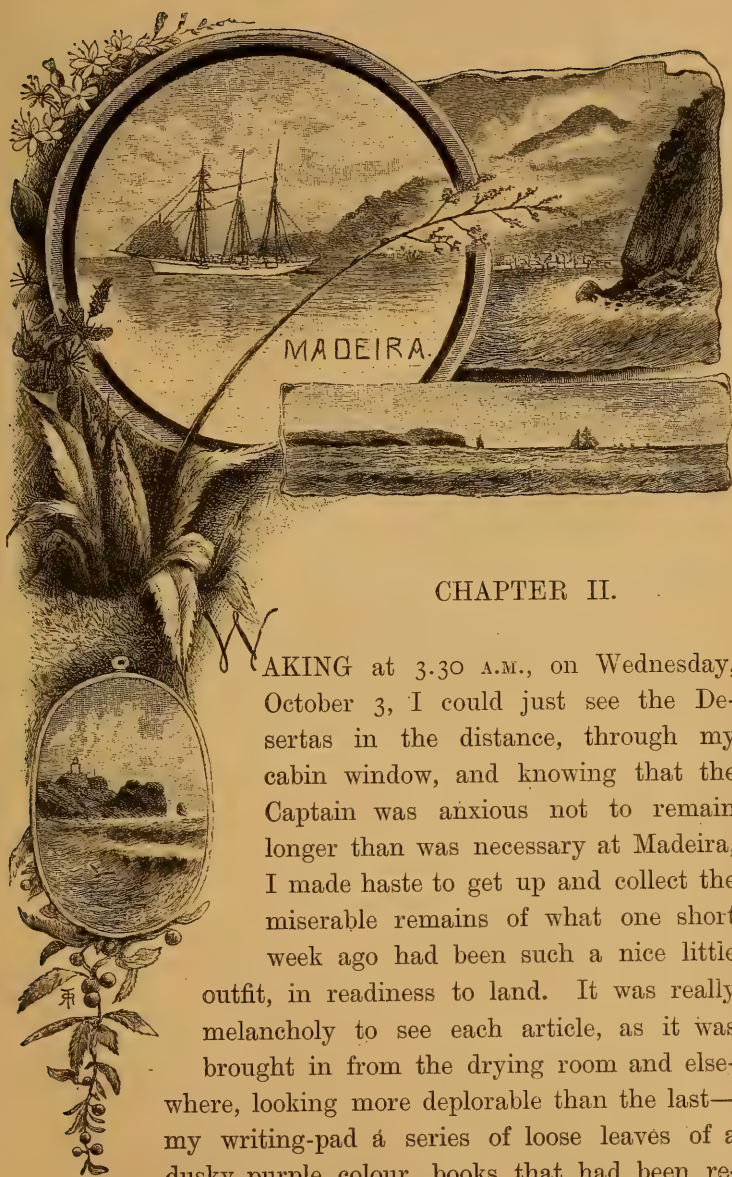 MADEIRA.
CHAPTER II.
WAKING at 3.30 A.M., on Wednesday,
October 3, I could just see the De-
sertas in the distance, through my
cabin window, and knowing that the
Captain was anxious not to remain
longer than was necessary at Madeira,
I made haste to get up and collect the
miserable remains of what one short
week ago had been such a nice little
outfit, in readiness to land. It was really
melancholy to see each article, as it was
brought in from the drying room and else-
where, looking more deplorable than the last—
my writing-pad a series of loose leaves of a
dusky purple colour, books that had been re-